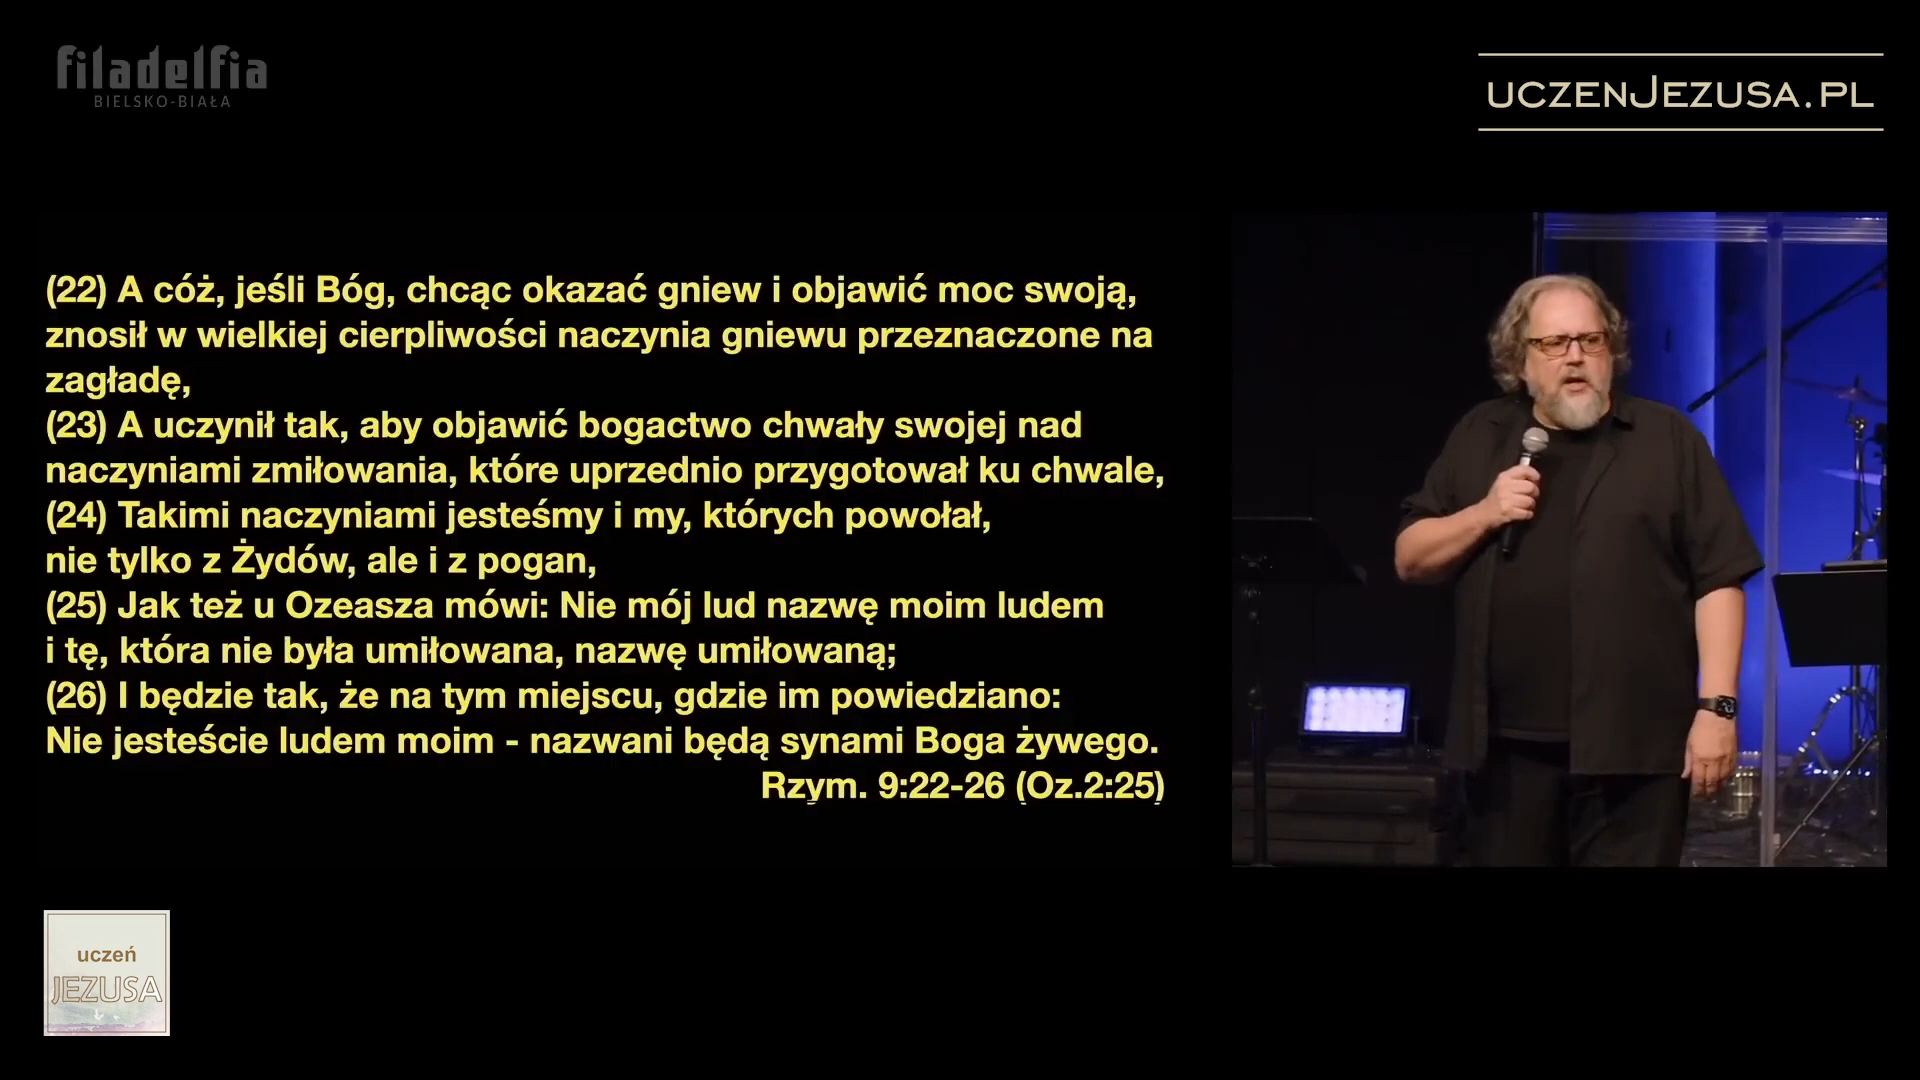 filadelfia
BIELSKO-BIAŁA
UCZENJEZUSA.PL
(22) A cóż, jeśli Bóg, chcąc okazać gniew i objawić moc swoją,
znosił w wielkiej cierpliwości naczynia gniewu przeznaczone na
zagładę,
(23) A uczynił tak, aby objawić bogactwo chwały swojej nad
naczyniami zmiłowania, które uprzednio przygotował ku chwale,
(24) Takimi naczyniami jesteśmy i my, których powołał,
nie tylko z Żydów, ale i z pogan,
(25) Jak też u Ozeasza mówi: Nie mój lud nazwę moim ludem
i tę, która nie była umiłowana, nazwę umiłowaną;
(26) I będzie tak, że na tym miejscu, gdzie im powiedziano:
Nie jesteście ludem moim - nazwani będą synami Boga żywego.
Rzym. 9:22-26 (Oz.2:25)
uczeń
JEZUSA